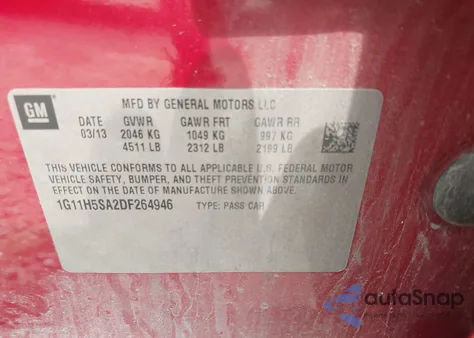 GM
MFD BY GENERAL MOTORS LLC
DATE GVWR GAWR FRT GAWR RR
03/13 2046 KG 1049 KG 997 KG
4511 LB 2312 LB 2199 LB
THIS VEHICLE CONFORMS TO ALL APPLICABLE U.S. FEDERAL MOTOR
VEHICLE SAFETY, BUMPER, AND THEFT PREVENTION STANDARDS IN
EFFECT ON THE DATE OF MANUFACTURE SHOWN ABOVE.
1G11H5SA2DF264946 TYPE: PASS CAR
autoSnap